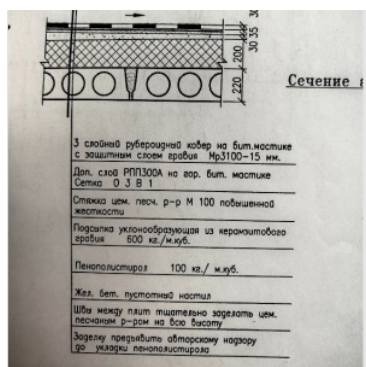 30
30 35
200
220
Сечение
3 слойный рубероидный ковер на бит.мастике
с защитным слоем гравия Мр3100-15 мм.
Доп. слой РПП300А на гор. бит. мастике
Сетка 0 3 В 1
Стяжка цем. песч. р-р М 100 повышенной
жесткости
Подсыпка уклонообразующая из керамзитового
гравия 600 кг./м.куб.
Пенополистирол 100 кг./ м.куб.
Жел. бет. пустотный настил
Швы между плит тщательно заделать цем.
песчаным р-ром на всю высоту
Заделку предъявить авторскому надзору
до укладки пенополистирола